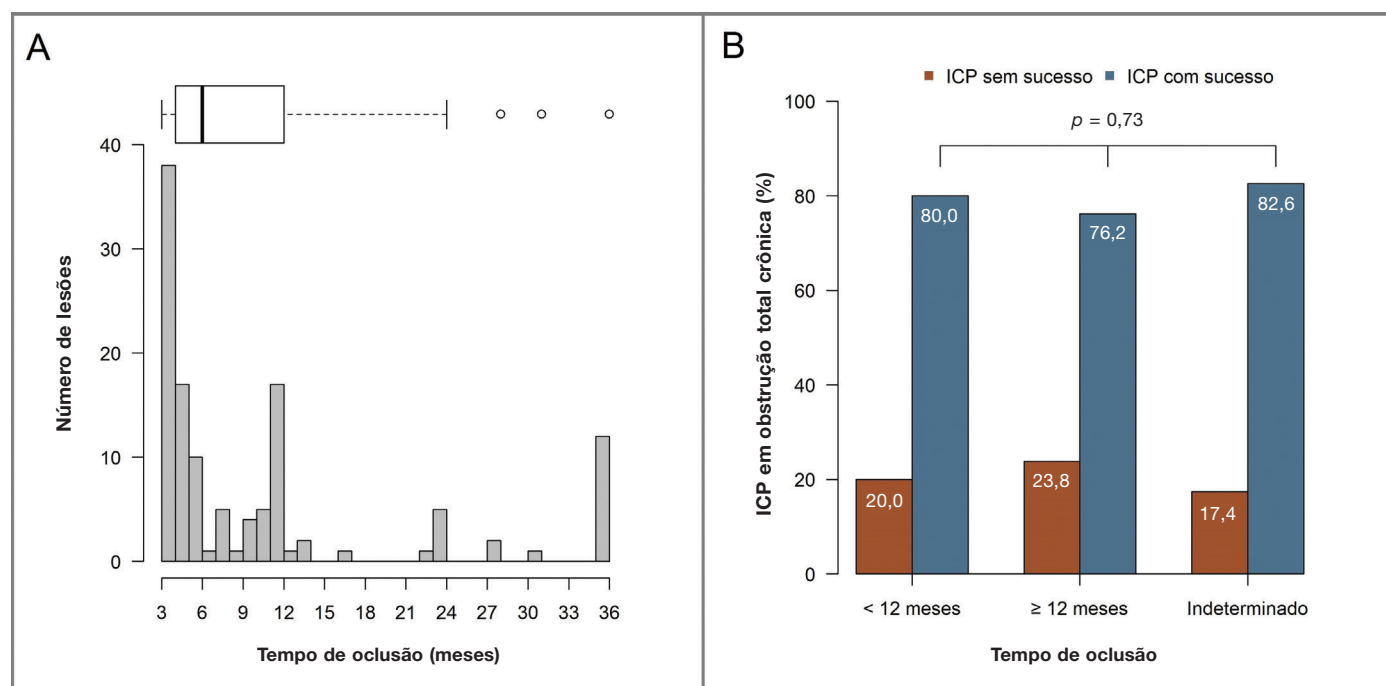 A
40
30
20
10
0
Número de lesões
3 6 9 12 15 18 21 24 27 30 33 36
Tempo de oclusão (meses)
B
ICP sem sucesso ICP com sucesso
p = 0,73
100
80
60
40
20
0
ICP em obstrução total crônica (%)
80,0
76,2
82,6
20,0
23,8
17,4
< 12 meses ≥ 12 meses Indeterminado
Tempo de oclusão